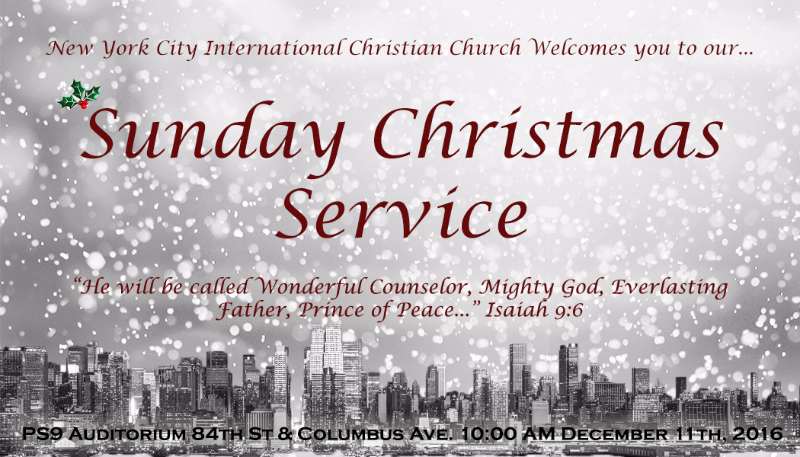 New York City International Christian Church Welcomes you to our...
Sunday Christmas
Service
“He will be called Wonderful Counselor, Mighty God, Everlasting
Father, Prince of Peace...” Isaiah 9:6
PS9 Auditorium 84th St & Columbus Ave. 10:00 AM December 11th, 2016